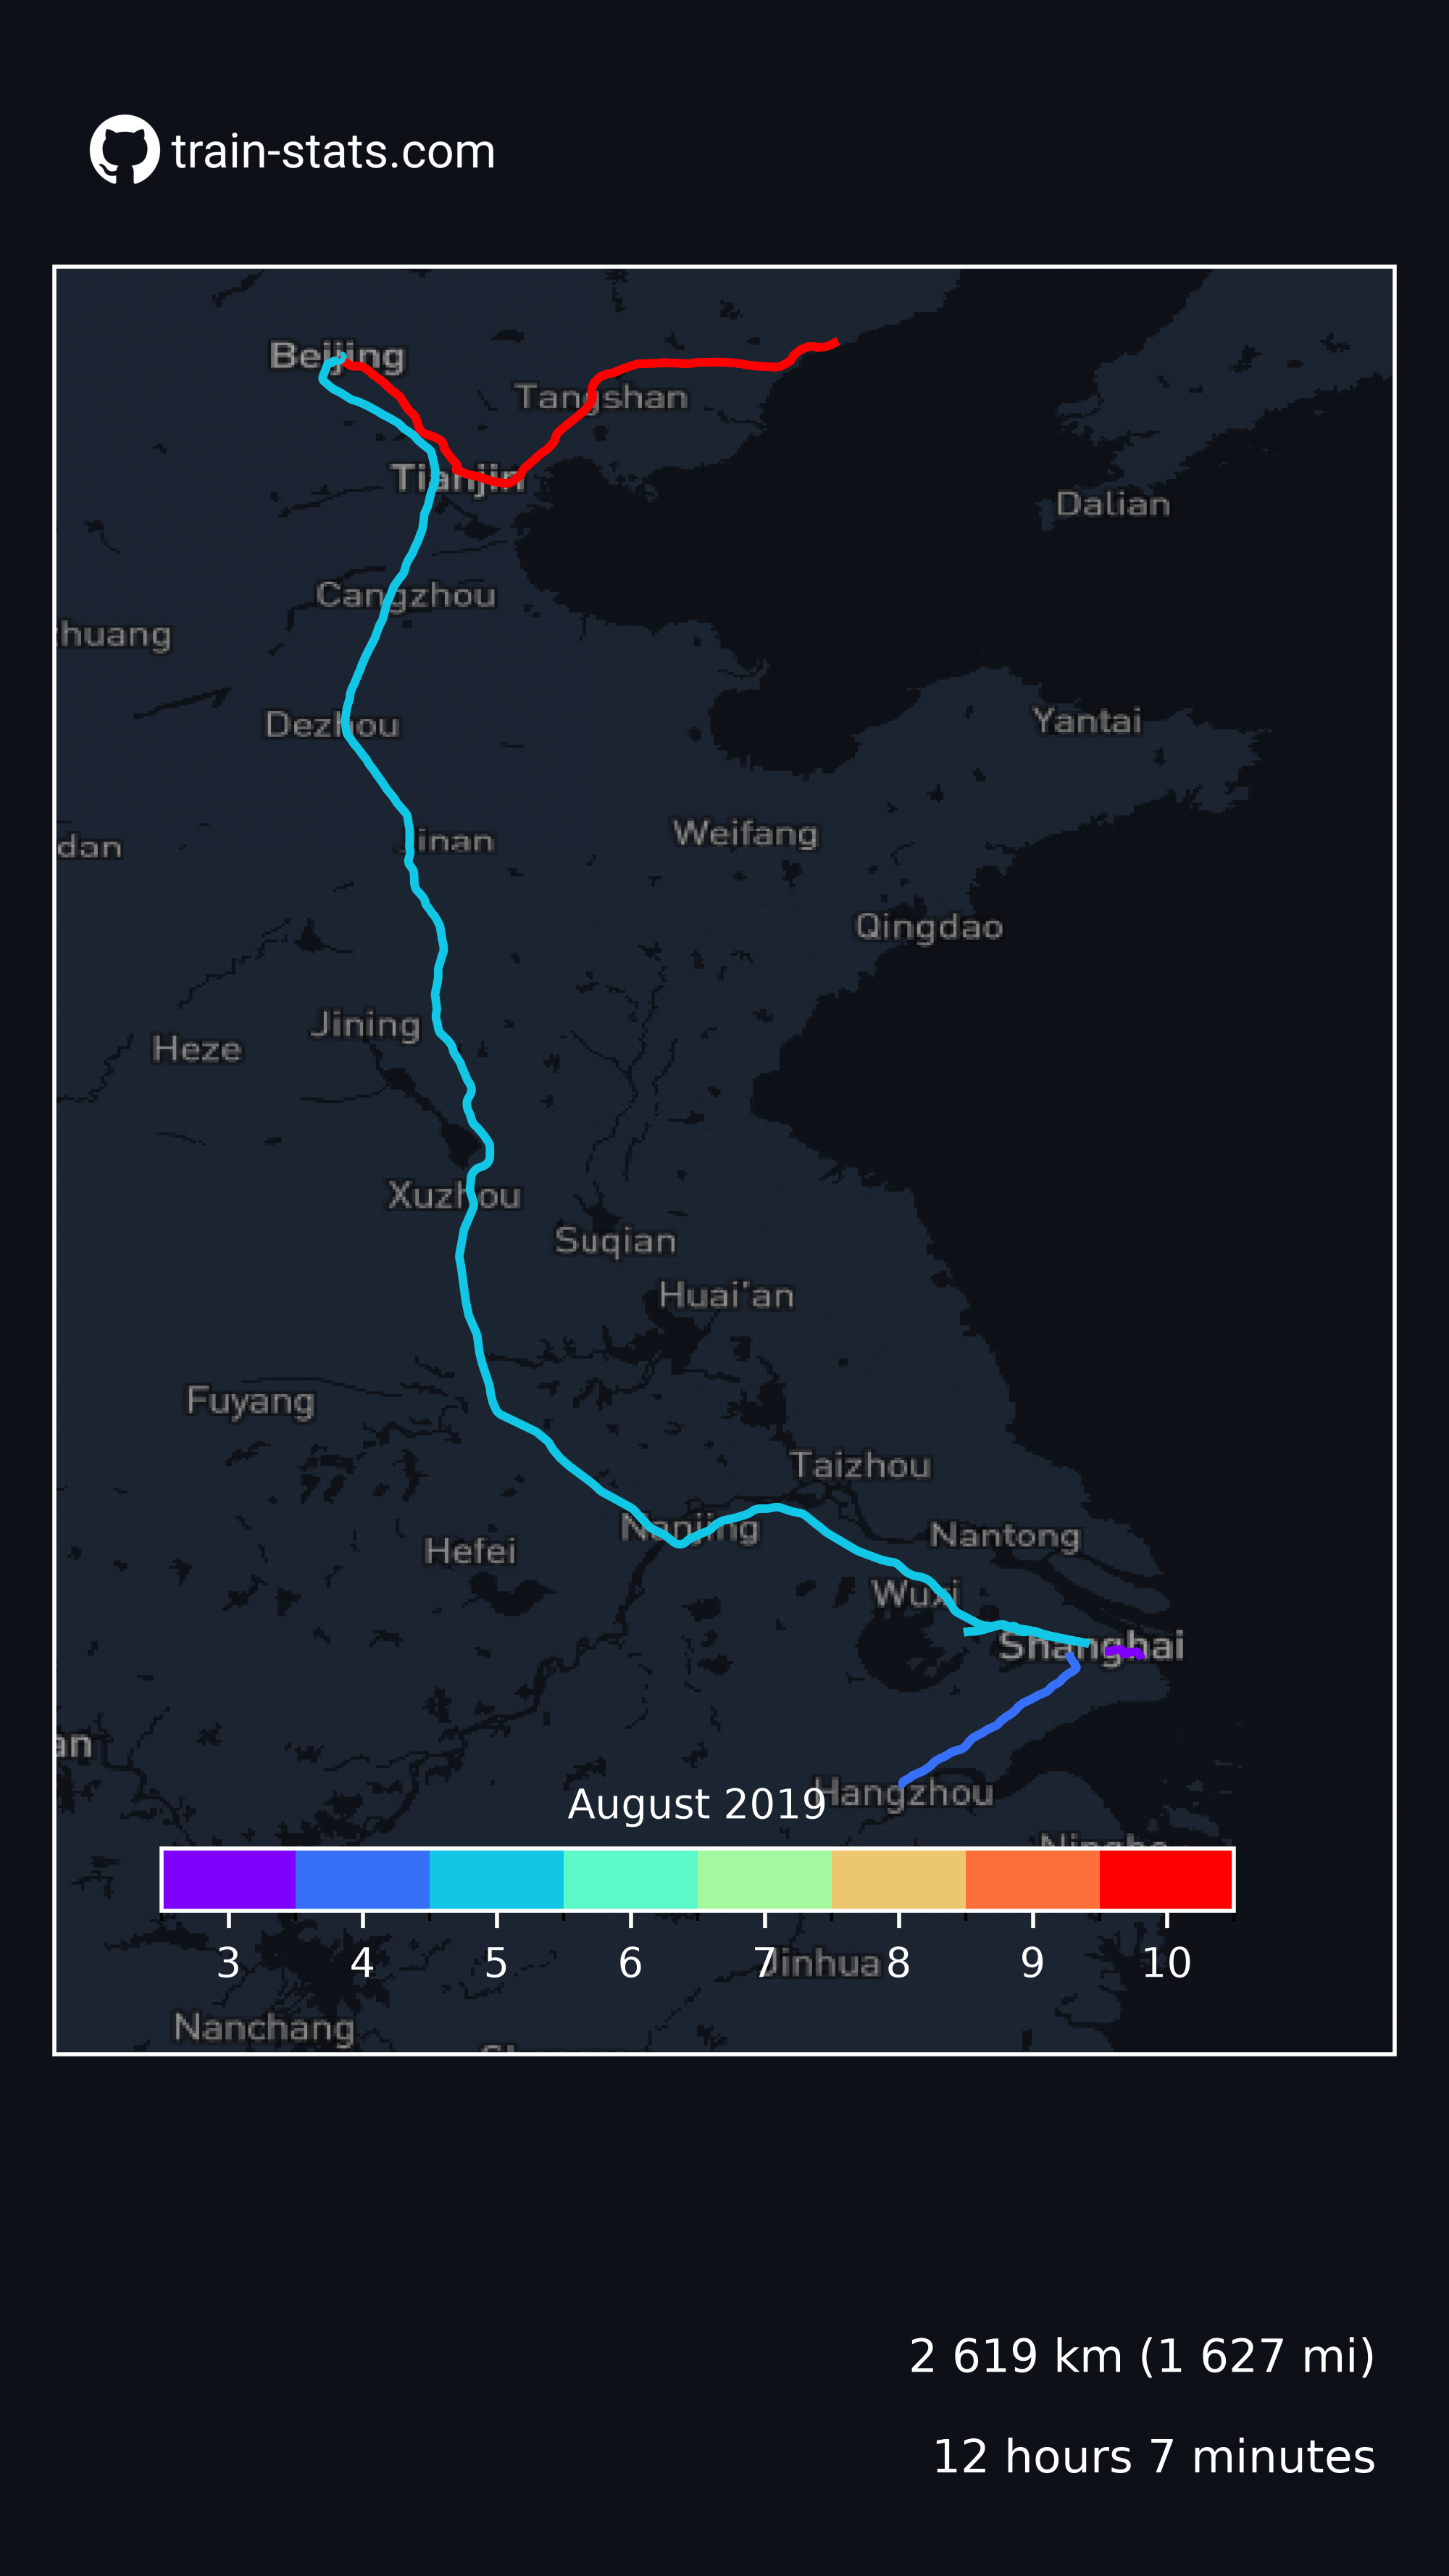 train-stats.com
Beijing
Tangshan
Tianjin
Dalian
Cangzhou
huang
Dezhou
Yantai
Weifang
inan
dan
Qingdao
Jining
Heze
Xuzhou
Suqian
Huai'an
Fuyang
Taizhou
Nanjing
Nantong
Hefei
Wuxi
Shanghai
an
Hangzhou
August 2019
3 4 5 6 7 8 9 10
Jinhua
Nanchang
2 619 km (1 627 mi)
12 hours 7 minutes